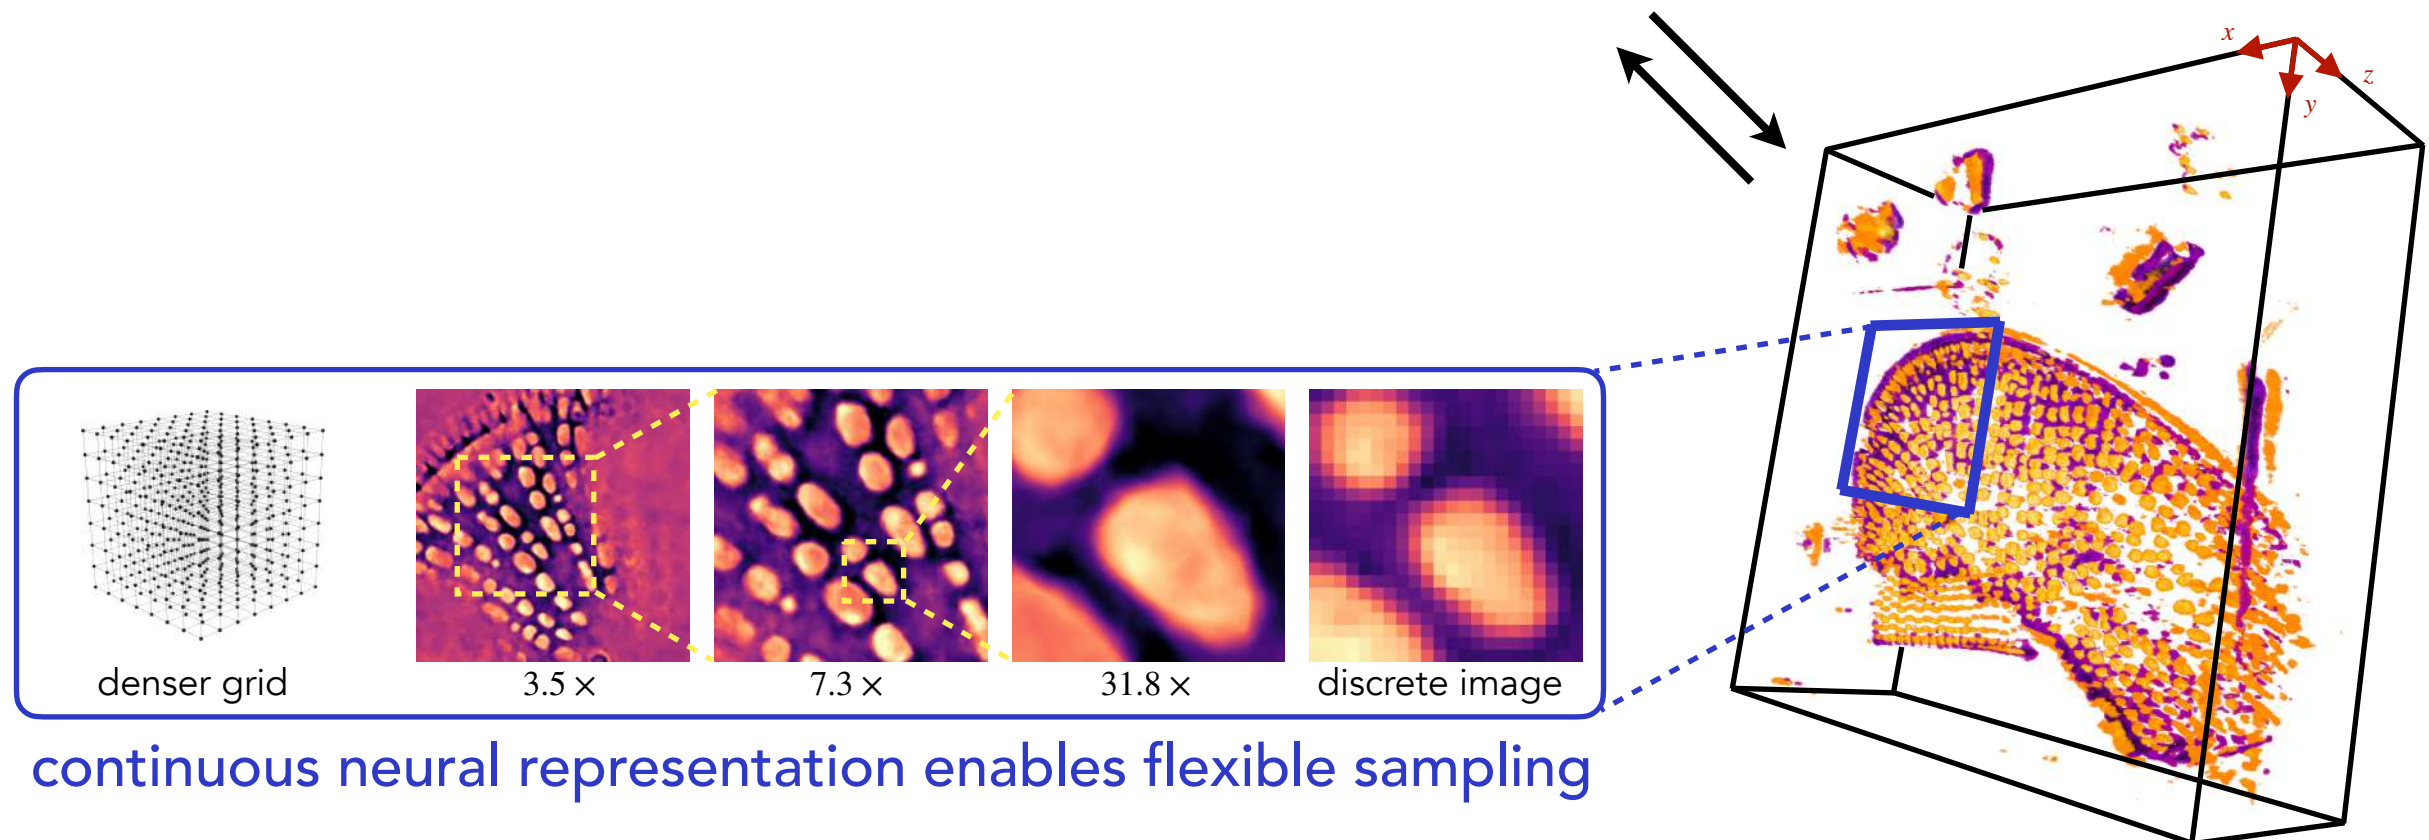 x
z
y
denser grid
3.5 ×
7.3 ×
31.8 ×
discrete image
continuous neural representation enables flexible sampling